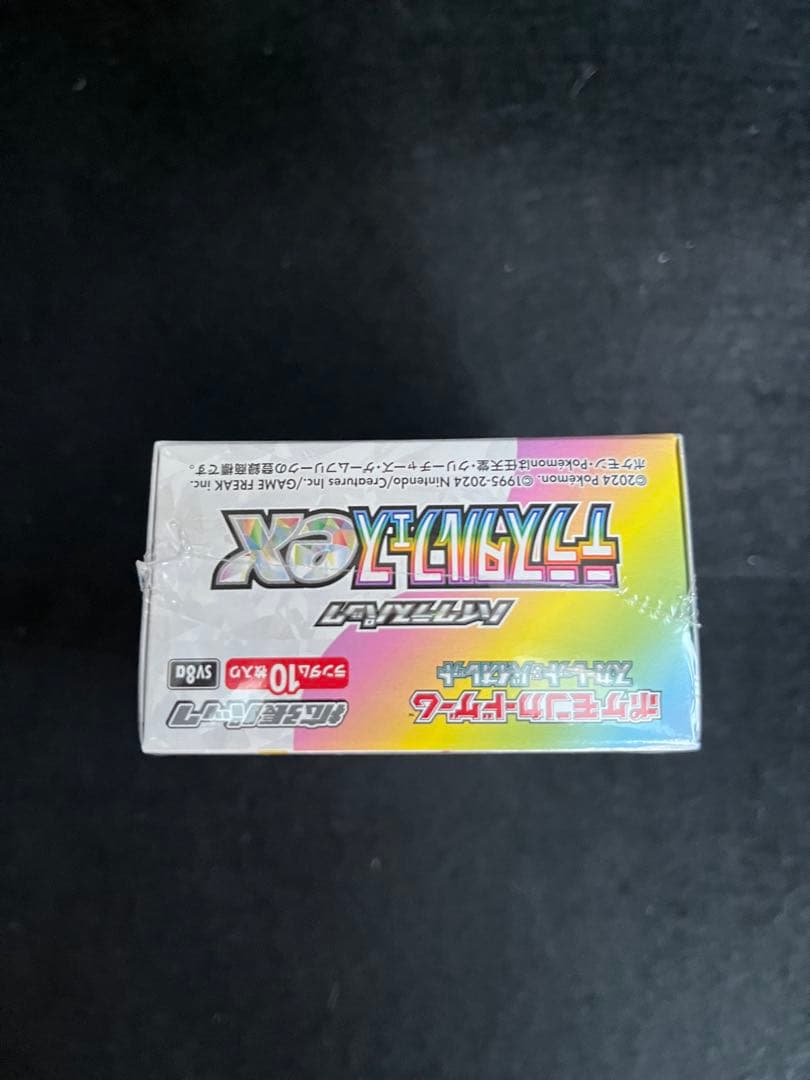 ポケモンカードゲーム
スカーレット&バイオレット
拡張パック
ランダム10枚入り
SV8a
ハイクラスパック
テラスタルフェスex
©2024 Pokémon. ©1995-2024 Nintendo/Creatures Inc./GAME FREAK inc.
ポケモン・Pokémonは任天堂・クリーチャーズ・ゲームフリークの登録商標です。